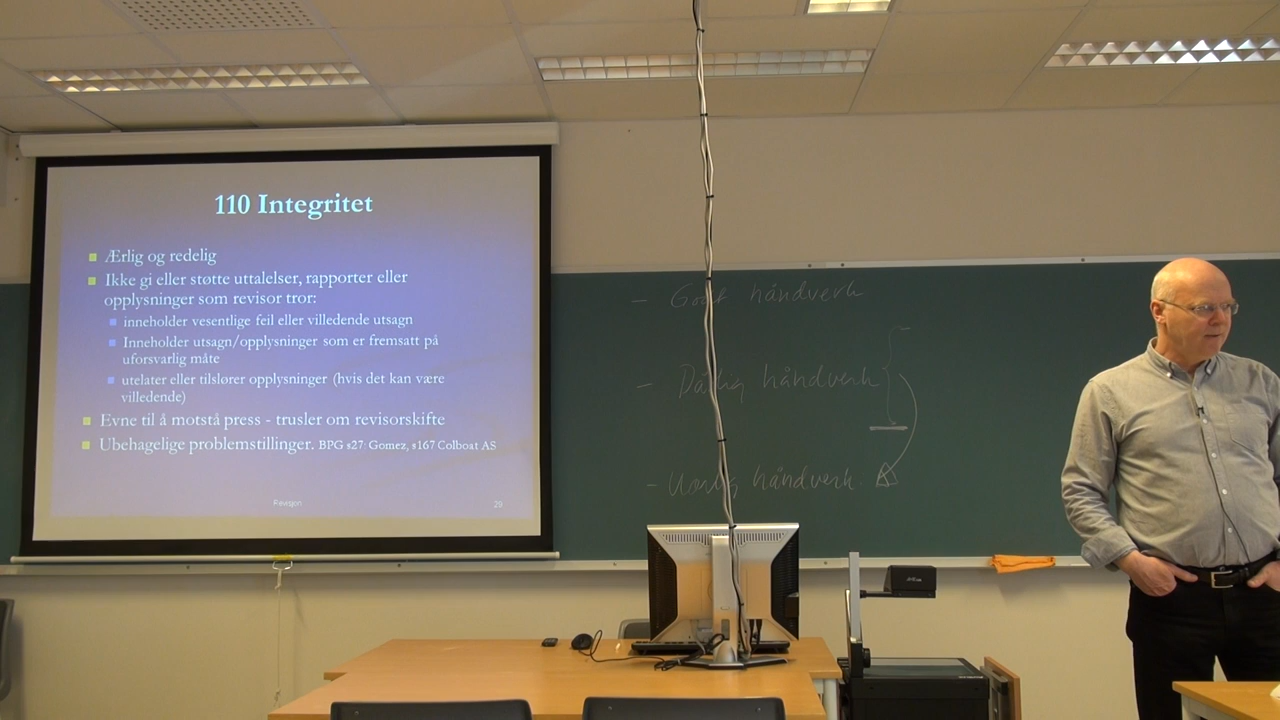 110 Integritet
Ærlig og redelig
Ikke gi eller støtte uttalelser, rapporter eller
opplysninger som revisor tror:
inneholder vesentlige feil eller villedende utsagn
Inneholder utsagn/opplysninger som er fremsatt på
uforsvarlig måte
utelater eller tilslører opplysninger (hvis det kan være
villedende)
Evne til å motstå press - trusler om revisorskifte
Ubehagelige problemstillinger. BPG s27: Gomez, s167 Colboat AS
Revisjon 29
- Godt håndverk
- Dårlig håndverk
- Uærlig håndverk.